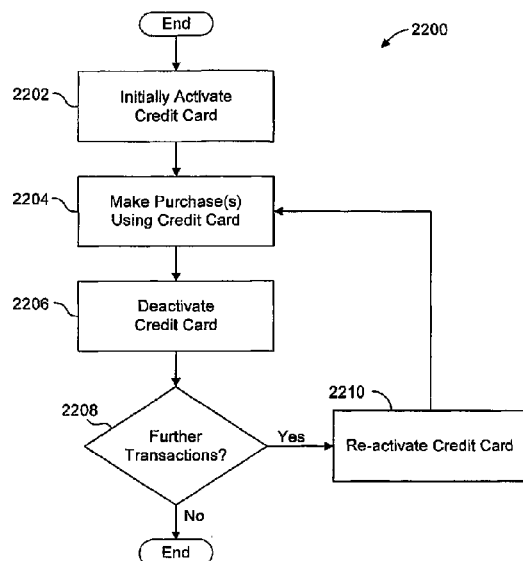 End
2200
2202
Initially Activate
Credit Card
2204
Make Purchase(s)
Using Credit Card
2206
Deactivate
Credit Card
2208
Further
Transactions?
Yes
2210
Re-activate Credit Card
No
End